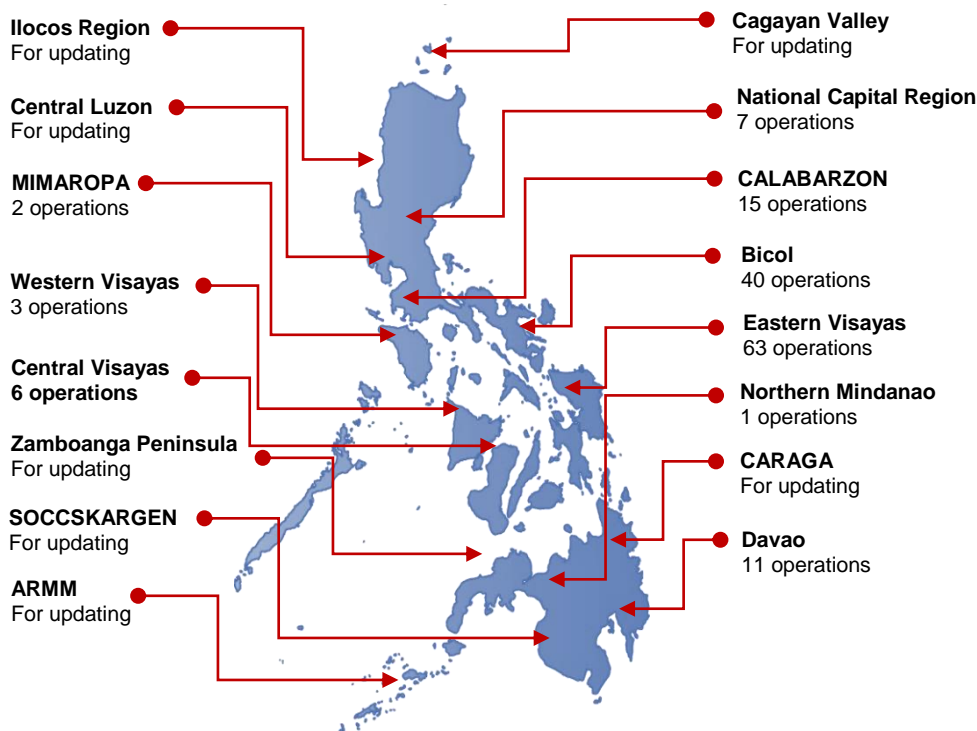 Ilocos Region
For updating
Central Luzon
For updating
MIMAROPA
2 operations
Western Visayas
3 operations
Central Visayas
6 operations
Zamboanga Peninsula
For updating
SOCCSKARGEN
For updating
ARMM
For updating
Cagayan Valley
For updating
National Capital Region
7 operations
CALABARZON
15 operations
Bicol
40 operations
Eastern Visayas
63 operations
Northern Mindanao
1 operations
CARAGA
For updating
Davao
11 operations